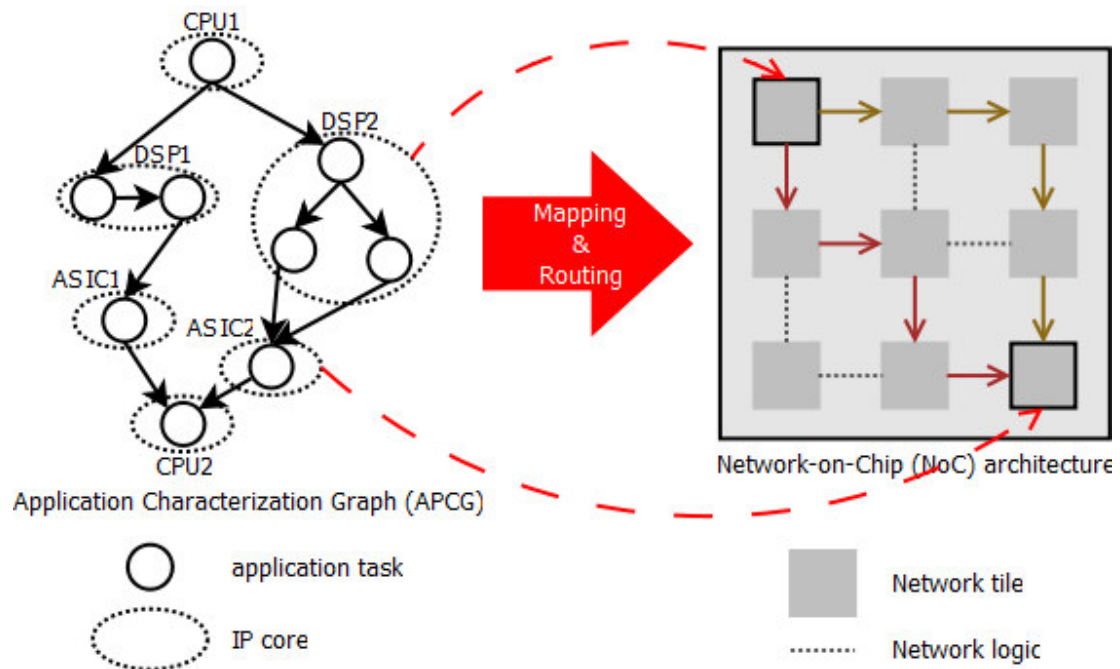 CPU1
DSP2
DSP1
ASIC1
ASIC2
CPU2
Application Characterization Graph (APCG)
application task
IP core
Mapping
&
Routing
Network-on-Chip (NoC) architecture
Network tile
Network logic